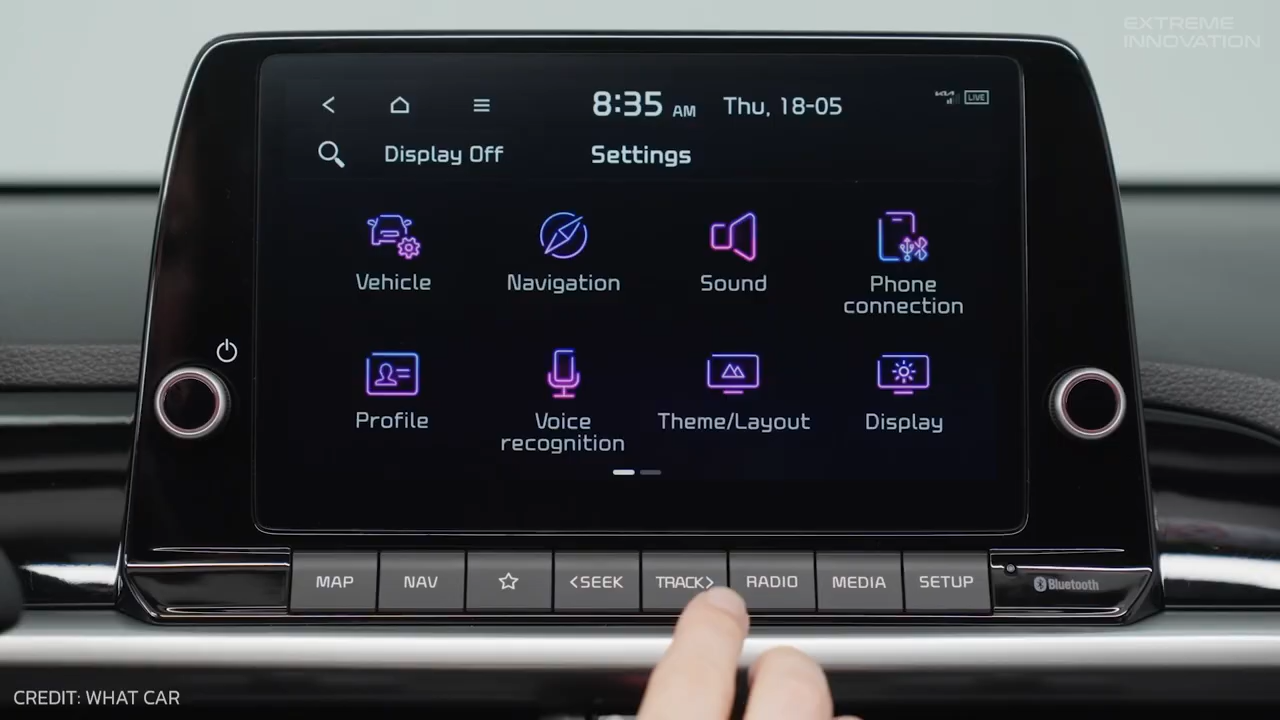 EXTREME
INNOVATION
8:35 AM Thu, 18-05
KIA LIVE
Display Off Settings
Vehicle Navigation Sound Phone
connection
Profile Voice
recognition Theme/Layout Display
MAP NAV <SEEK TRACK> RADIO MEDIA SETUP
Bluetooth
CREDIT: WHAT CAR